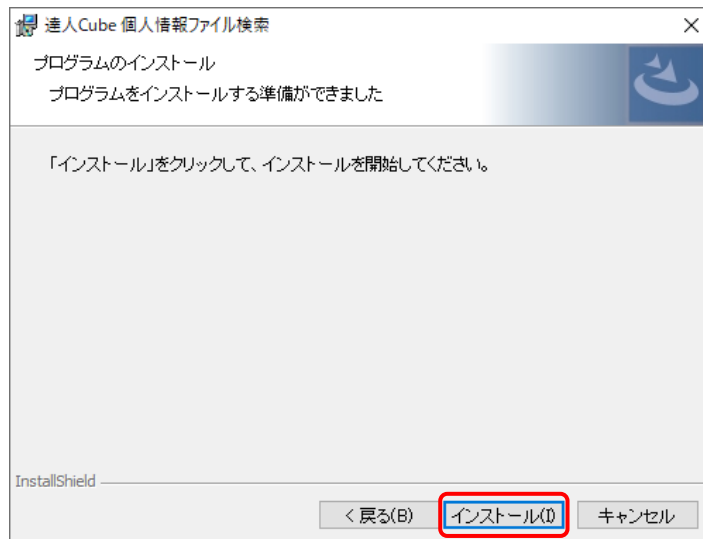 達人Cube 個人情報ファイル検索
プログラムのインストール
プログラムをインストールする準備ができました
「インストール」をクリックして、インストールを開始してください。
InstallShield
< 戻る(B) インストール(I) キャンセル